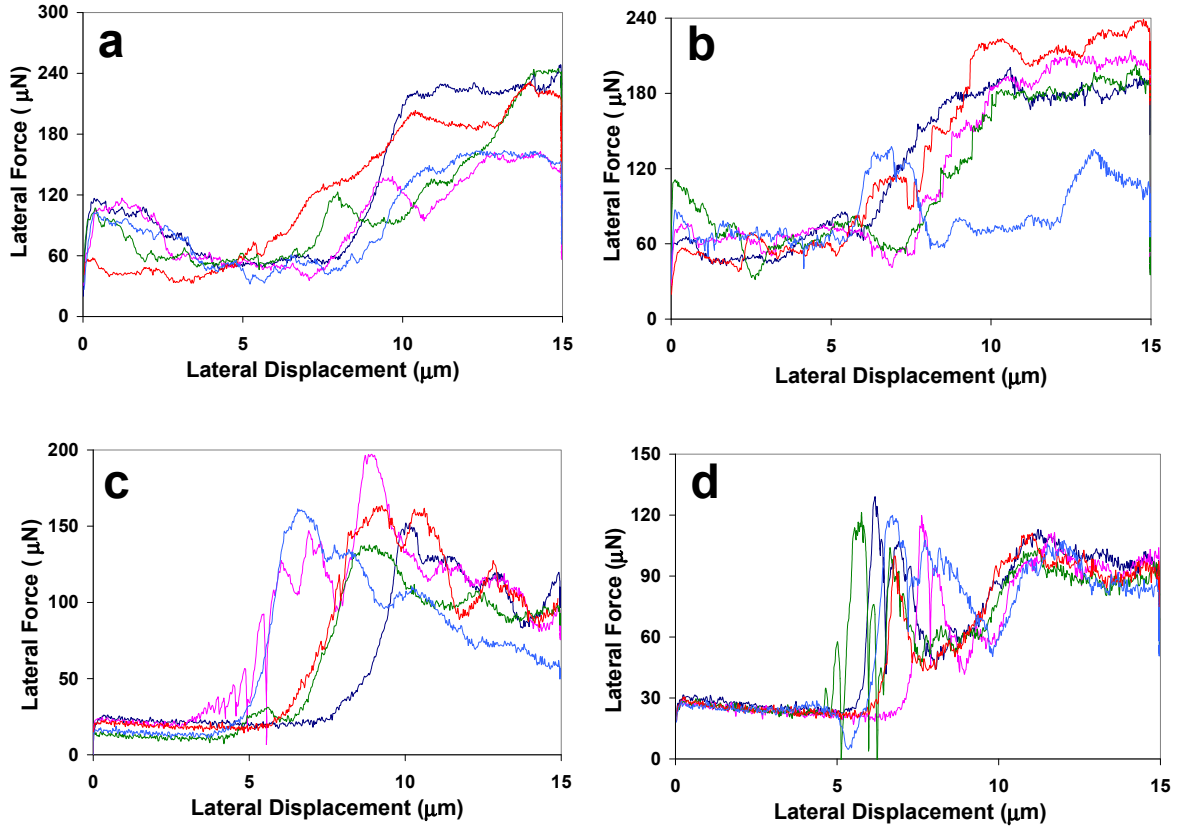 a
300
240
180
120
60
0
0 5 10 15
Lateral Force ( μN)
Lateral Displacement (μm)
b
240
180
120
60
0
0 5 10 15
Lateral Force ( μN)
Lateral Displacement (μm)
c
200
150
100
50
0
0 5 10 15
Lateral Force ( μN)
Lateral Displacement (μm)
d
150
120
90
60
30
0
0 5 10 15
Lateral Force ( μN)
Lateral Displacement (μm)